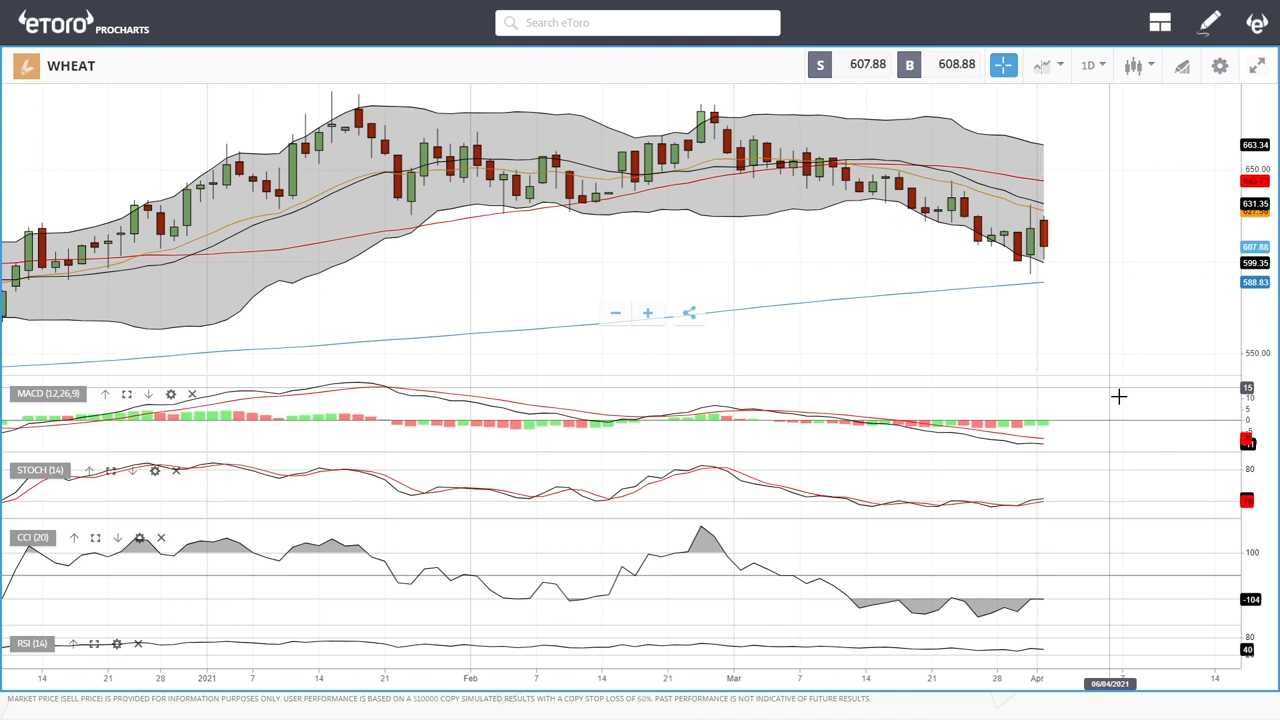 eToro PROCHARTS
Search eToro
WHEAT
S 607.88 B 608.88
1D
663.34
650.00
631.35
607.88
599.35
588.83
550.00
MACD (12,26,9)
15
10
5
0
STOCH (14)
80
CCI (20)
100
-104
RSI (14)
80
40
14 21 28 2021 7 14 21 Feb 7 14 21 Mar 7 14 21 28 Apr 7 14
06/04/2021
MARKET PRICE (SELL PRICE) IS PROVIDED FOR INFORMATION PURPOSES ONLY. USER PERFORMANCE IS BASED ON A $10000 COPY SIMULATED RESULTS WITH A COPY STOP LOSS OF 60%. PAST PERFORMANCE IS NOT INDICATIVE OF FUTURE RESULTS.